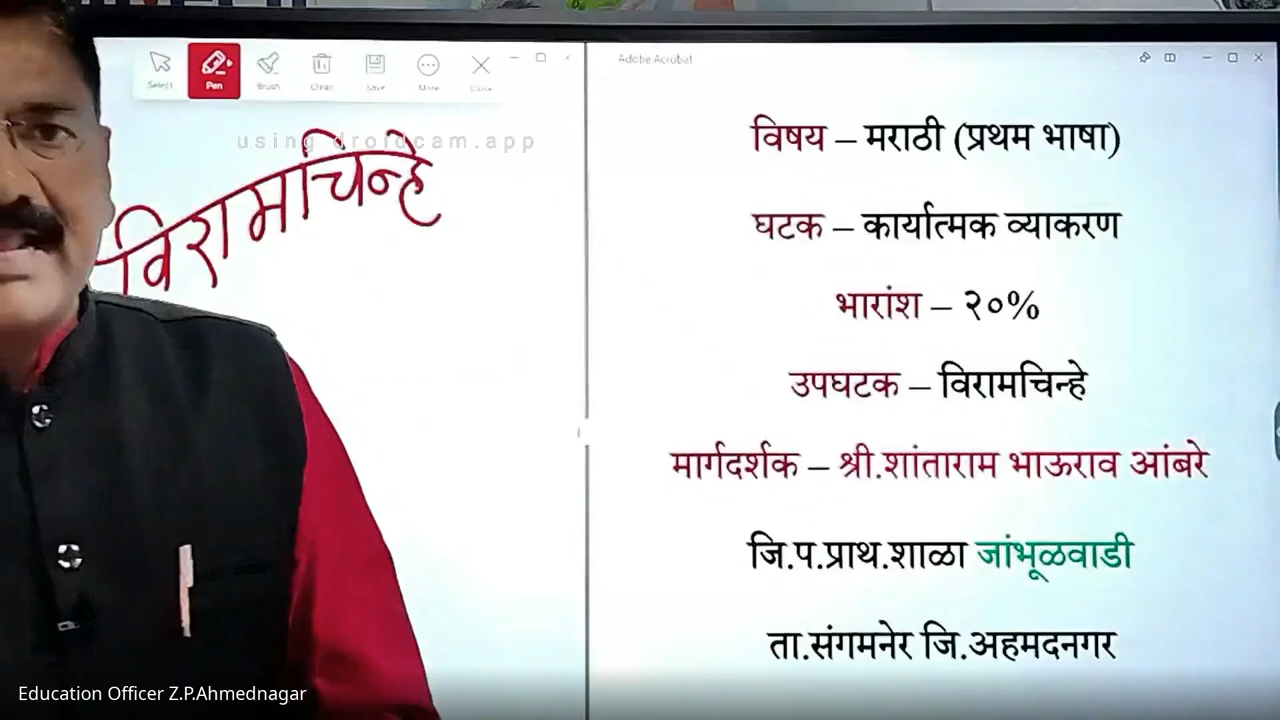 Select Pen Brush Clean Save More Close
Adobe Acrobat
using droidcam.app
विरामचिन्हे
विषय – मराठी (प्रथम भाषा)
घटक – कार्यात्मक व्याकरण
भारांश – २०%
उपघटक – विरामचिन्हे
मार्गदर्शक – श्री.शांताराम भाऊराव आंबरे
जि.प.प्राथ.शाळा जांभूळवाडी
ता.संगमनेर जि.अहमदनगर
Education Officer Z.P.Ahmednagar